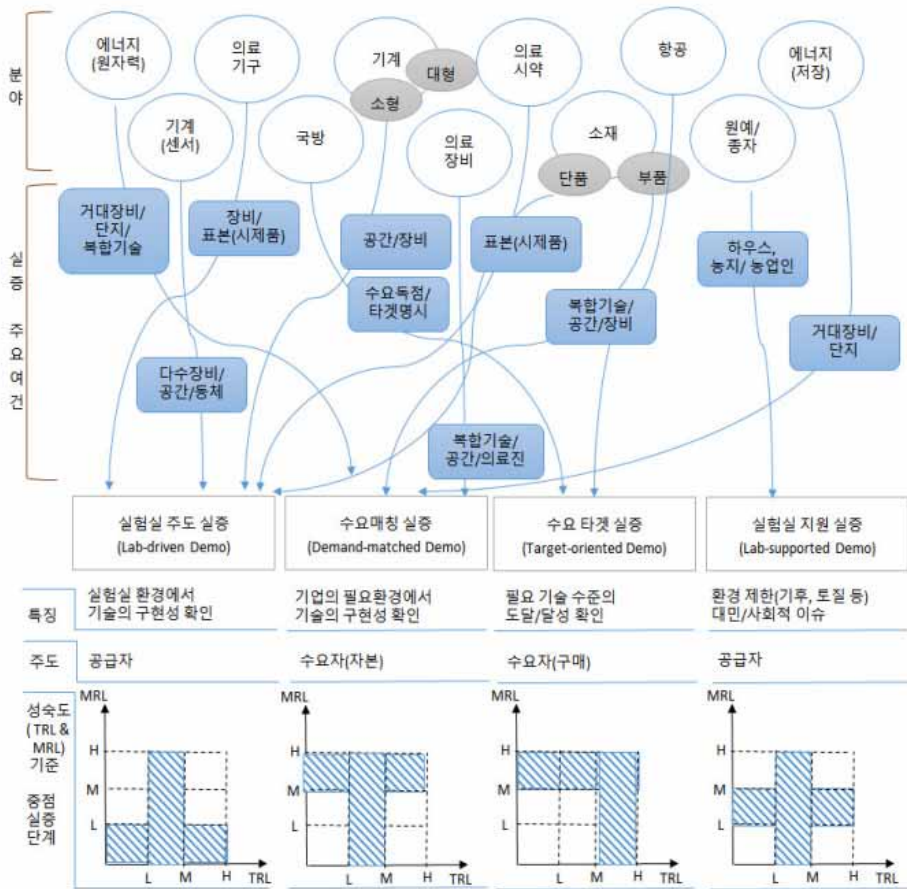 분야
에너지
(원자력)
의료
기구
기계
대형
소형
의료
시약
항공
에너지
(저장)
기계
(센서)
국방
의료
장비
소재
단품
부품
원예/
종자
실증 주요여건
거대장비/
단지/
복합기술
장비/
표본(시제품)
공간/장비
표본(시제품)
하우스,
농지/ 농업인
수요독점/
타겟명시
복합기술/
공간/장비
거대장비/
단지
다수장비/
공간/동체
복합기술/
공간/의료진
실험실 주도 실증
(Lab-driven Demo)
수요매칭 실증
(Demand-matched Demo)
수요 타겟 실증
(Target-oriented Demo)
실험실 지원 실증
(Lab-supported Demo)
특징
실험실 환경에서
기술의 구현성 확인
기업의 필요환경에서
기술의 구현성 확인
필요 기술 수준의
도달/달성 확인
환경 제한(기후, 토질 등)
대민/사회적 이슈
주도
공급자
수요자(자본)
수요자(구매)
공급자
성숙도
( TRL &
MRL)
기준
중점
실증
단계
MRL
H
M
L
L M H TRL
MRL
H
M
L
L M H TRL
MRL
H
M
L
L M H TRL
MRL
H
M
L
L M H TRL